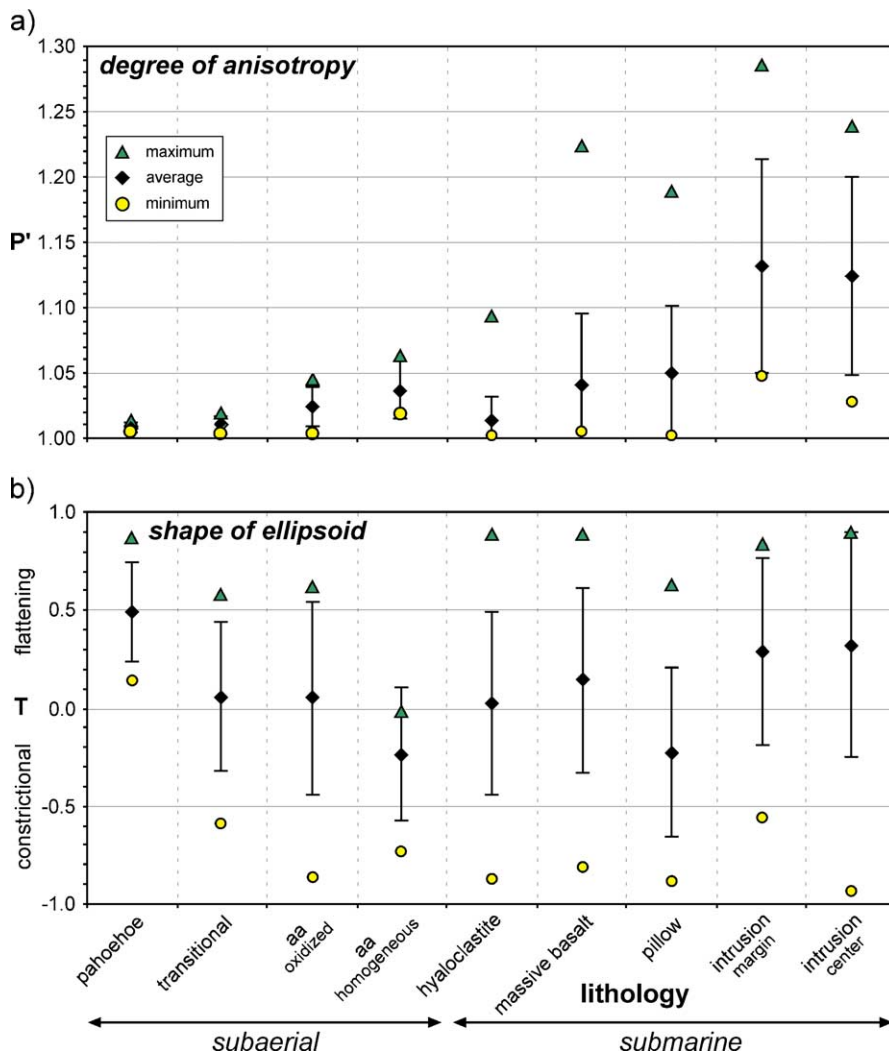 a)
degree of anisotropy
1.30
1.25
1.20
P'
1.15
1.10
1.05
1.00
maximum
average
minimum
b)
shape of ellipsoid
1.0
0.5
0.0
-0.5
-1.0
flattening
T
constrictional
pahoehoe
transitional
aa
oxidized
aa
homogeneous
hyaloclastite
massive basalt
pillow
intrusion
margin
intrusion
center
lithology
subaerial
submarine